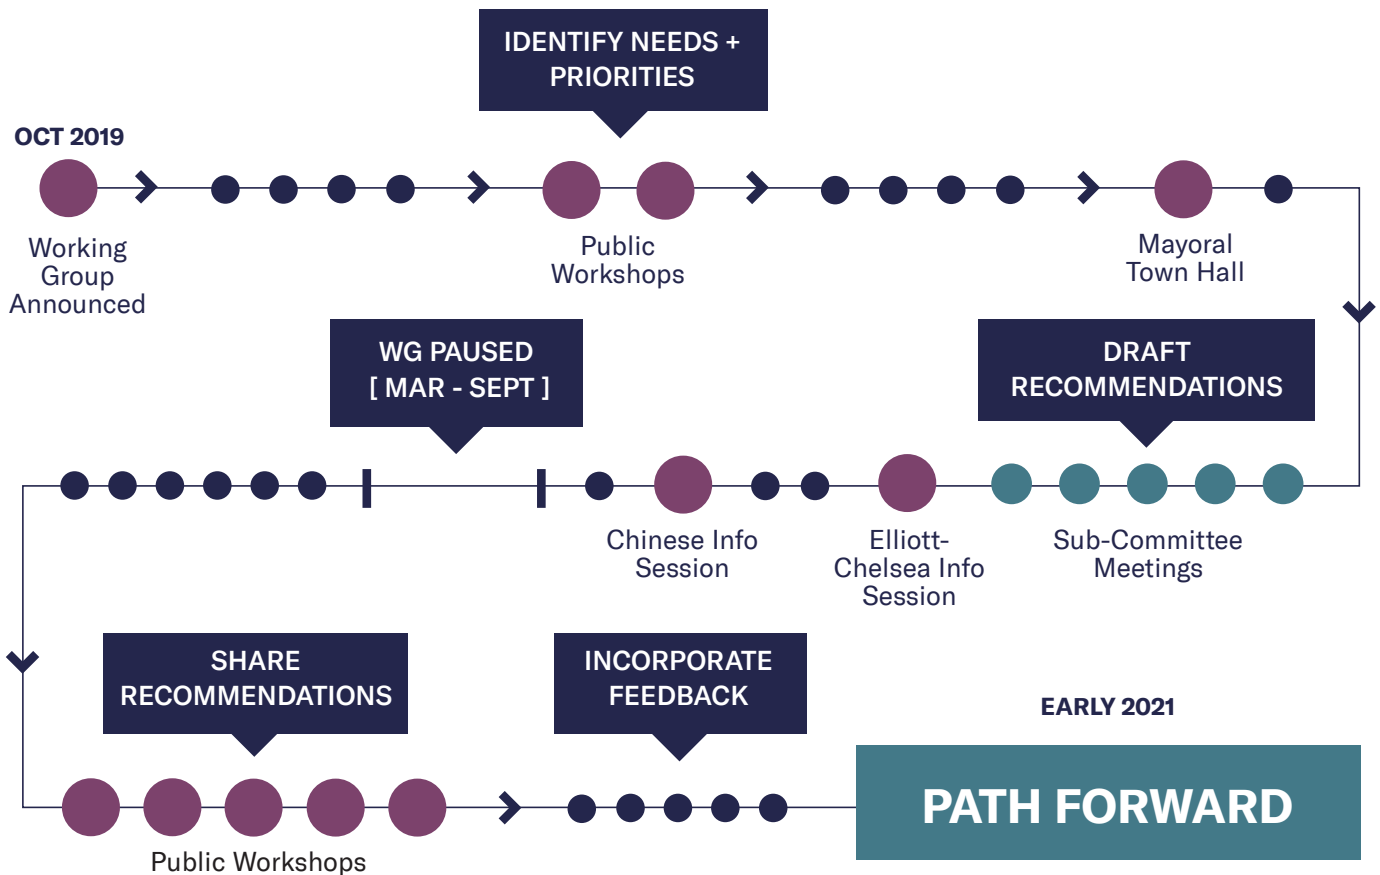 IDENTIFY NEEDS +
PRIORITIES
OCT 2019
Working
Group
Announced
Public
Workshops
Mayoral
Town Hall
WG PAUSED
[ MAR - SEPT ]
DRAFT
RECOMMENDATIONS
Chinese Info
Session
Elliott-
Chelsea Info
Session
Sub-Committee
Meetings
SHARE
RECOMMENDATIONS
INCORPORATE
FEEDBACK
EARLY 2021
PATH FORWARD
Public Workshops